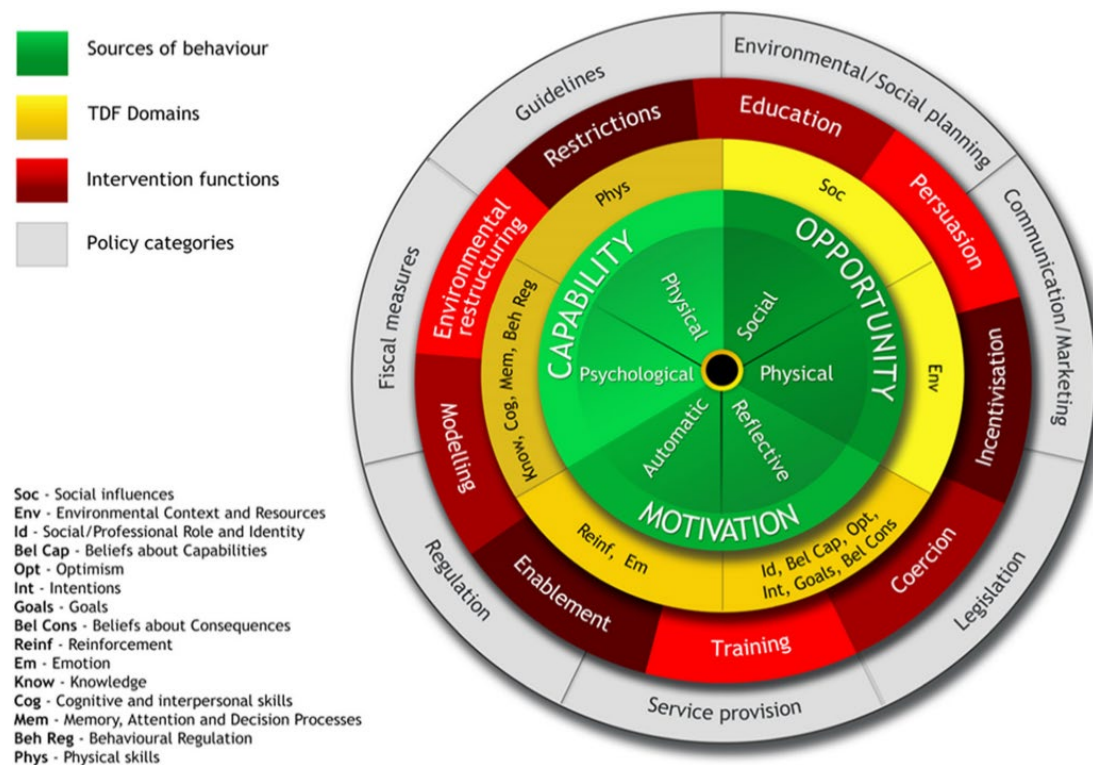 Sources of behaviour
TDF Domains
Intervention functions
Policy categories
Soc - Social influences
Env - Environmental Context and Resources
Id - Social/Professional Role and Identity
Bel Cap - Beliefs about Capabilities
Opt - Optimism
Int - Intentions
Goals - Goals
Bel Cons - Beliefs about Consequences
Reinf - Reinforcement
Em - Emotion
Know - Knowledge
Cog - Cognitive and interpersonal skills
Mem - Memory, Attention and Decision Processes
Beh Reg - Behavioural Regulation
Phys - Physical skills
Guidelines
Environmental/Social planning
Communication/Marketing
Legislation
Service provision
Regulation
Fiscal measures
Restrictions
Education
Persuasion
Incentivisation
Coercion
Training
Enablement
Modelling
Environmental
restructuring
Phys
Soc
Env
Id, Bel Cap, Opt,
Int, Goals, Bel Cons
Reinf, Em
Know, Cog, Mem, Beh Reg
CAPABILITY
OPPORTUNITY
MOTIVATION
Physical
Social
Physical
Reflective
Automatic
Psychological